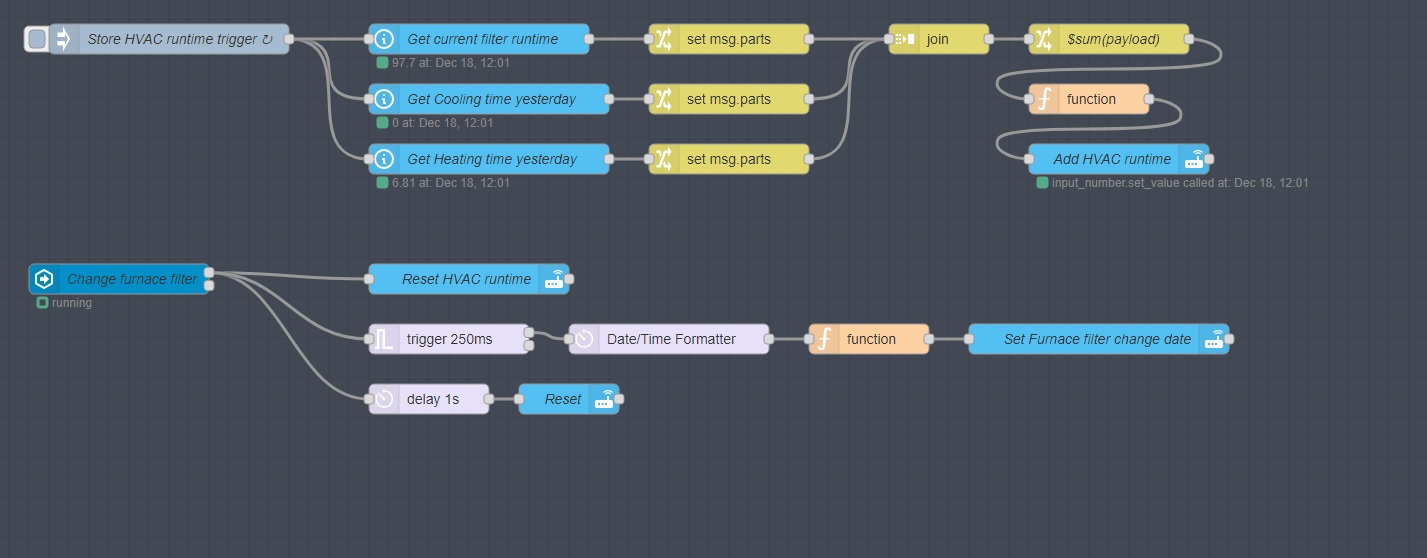 Store HVAC runtime trigger ↻
Get current filter runtime
set msg.parts
join
$sum(payload)
97.7 at: Dec 18, 12:01
Get Cooling time yesterday
set msg.parts
function
0 at: Dec 18, 12:01
Get Heating time yesterday
set msg.parts
Add HVAC runtime
6.81 at: Dec 18, 12:01
input_number.set_value called at: Dec 18, 12:01
Change furnace filter
Reset HVAC runtime
running
trigger 250ms
Date/Time Formatter
function
Set Furnace filter change date
delay 1s
Reset